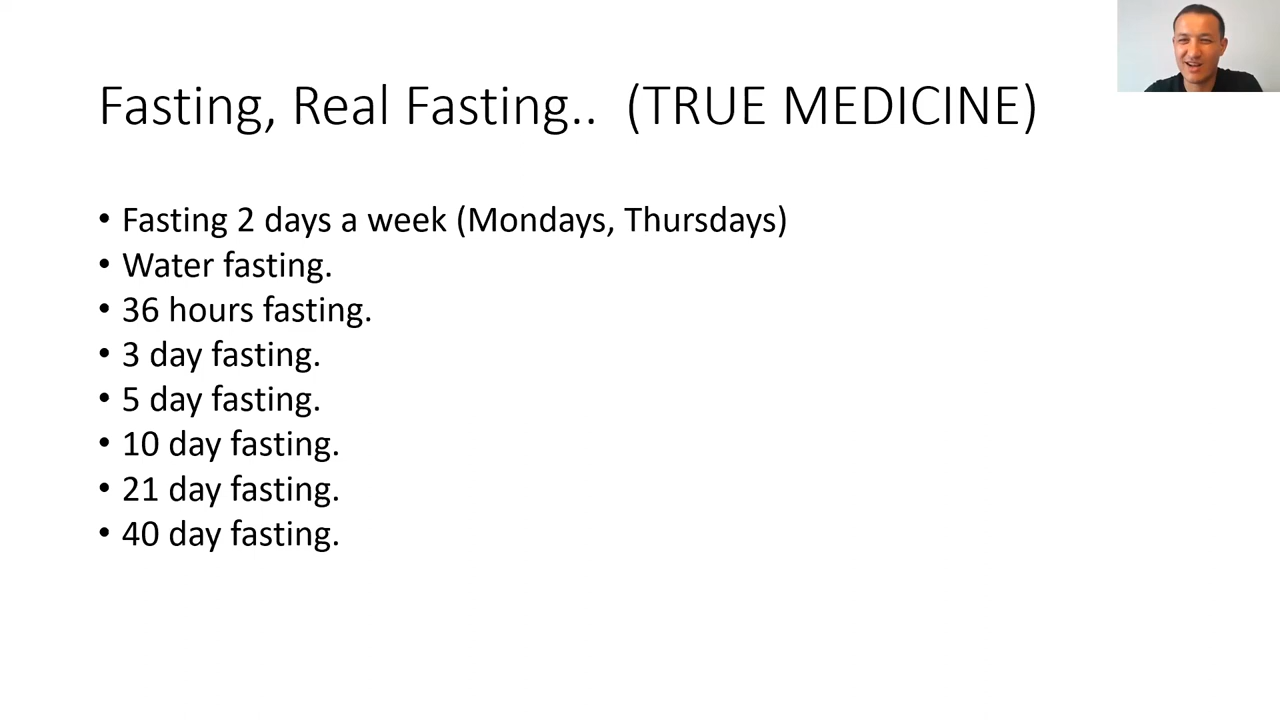 Fasting, Real Fasting.. (TRUE MEDICINE)
• Fasting 2 days a week (Mondays, Thursdays)
• Water fasting.
• 36 hours fasting.
• 3 day fasting.
• 5 day fasting.
• 10 day fasting.
• 21 day fasting.
• 40 day fasting.